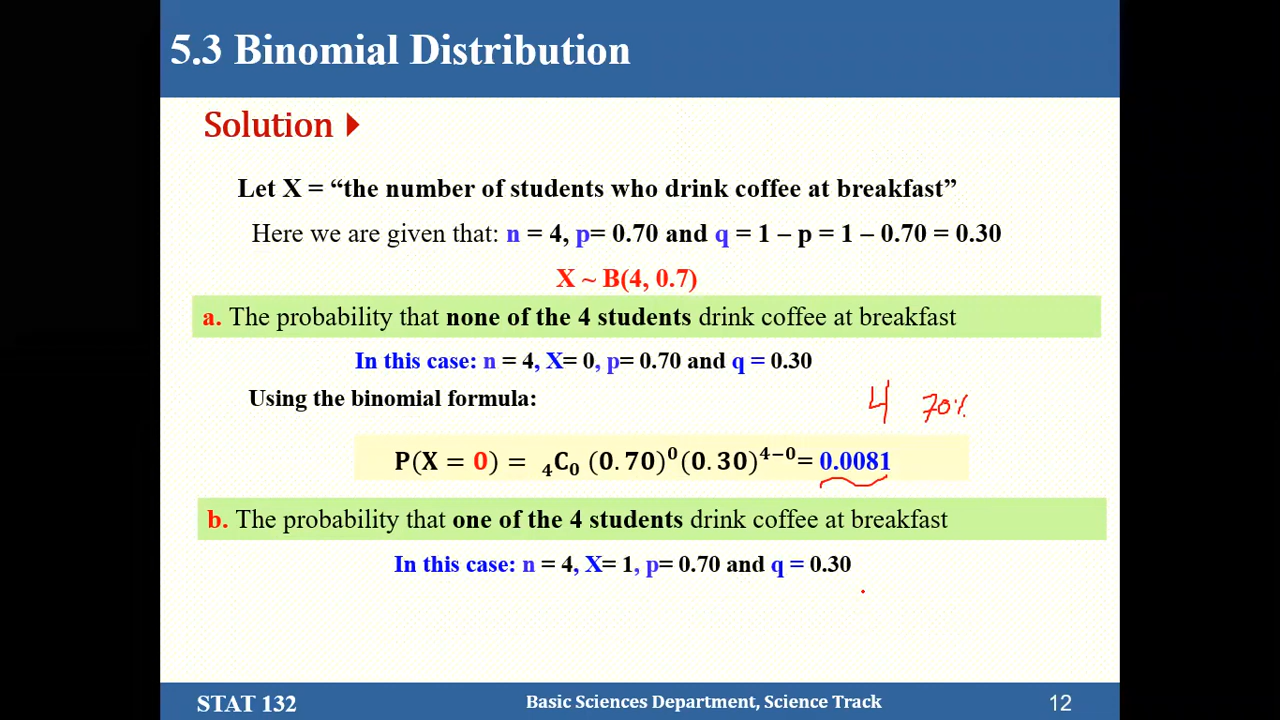 5.3 Binomial Distribution
Solution
Let X = “the number of students who drink coffee at breakfast”
Here we are given that: n = 4, p= 0.70 and q = 1 – p = 1 – 0.70 = 0.30
X ~ B(4, 0.7)
a. The probability that none of the 4 students drink coffee at breakfast
In this case: n = 4, X= 0, p= 0.70 and q = 0.30
Using the binomial formula:
4 70%
P(X = 0) = ₄C₀ (0.70)⁰(0.30)⁴⁻⁰= 0.0081
b. The probability that one of the 4 students drink coffee at breakfast
In this case: n = 4, X= 1, p= 0.70 and q = 0.30
STAT 132
Basic Sciences Department, Science Track
12